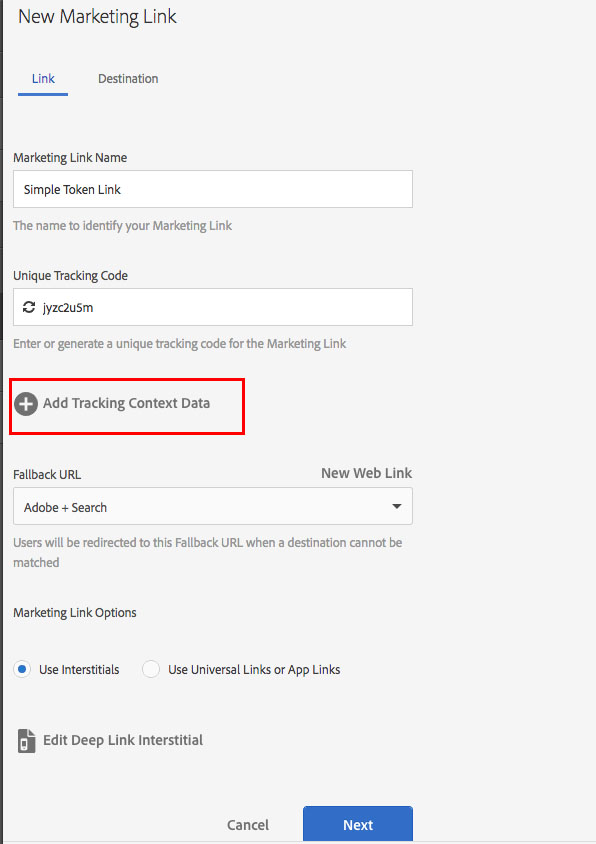 New Marketing Link
Link Destination
Marketing Link Name
Simple Token Link
The name to identify your Marketing Link
Unique Tracking Code
jyzc2u5m
Enter or generate a unique tracking code for the Marketing Link
Add Tracking Context Data
Fallback URL New Web Link
Adobe + Search
Users will be redirected to this Fallback URL when a destination cannot be
matched
Marketing Link Options
Use Interstitials Use Universal Links or App Links
Edit Deep Link Interstitial
Cancel Next